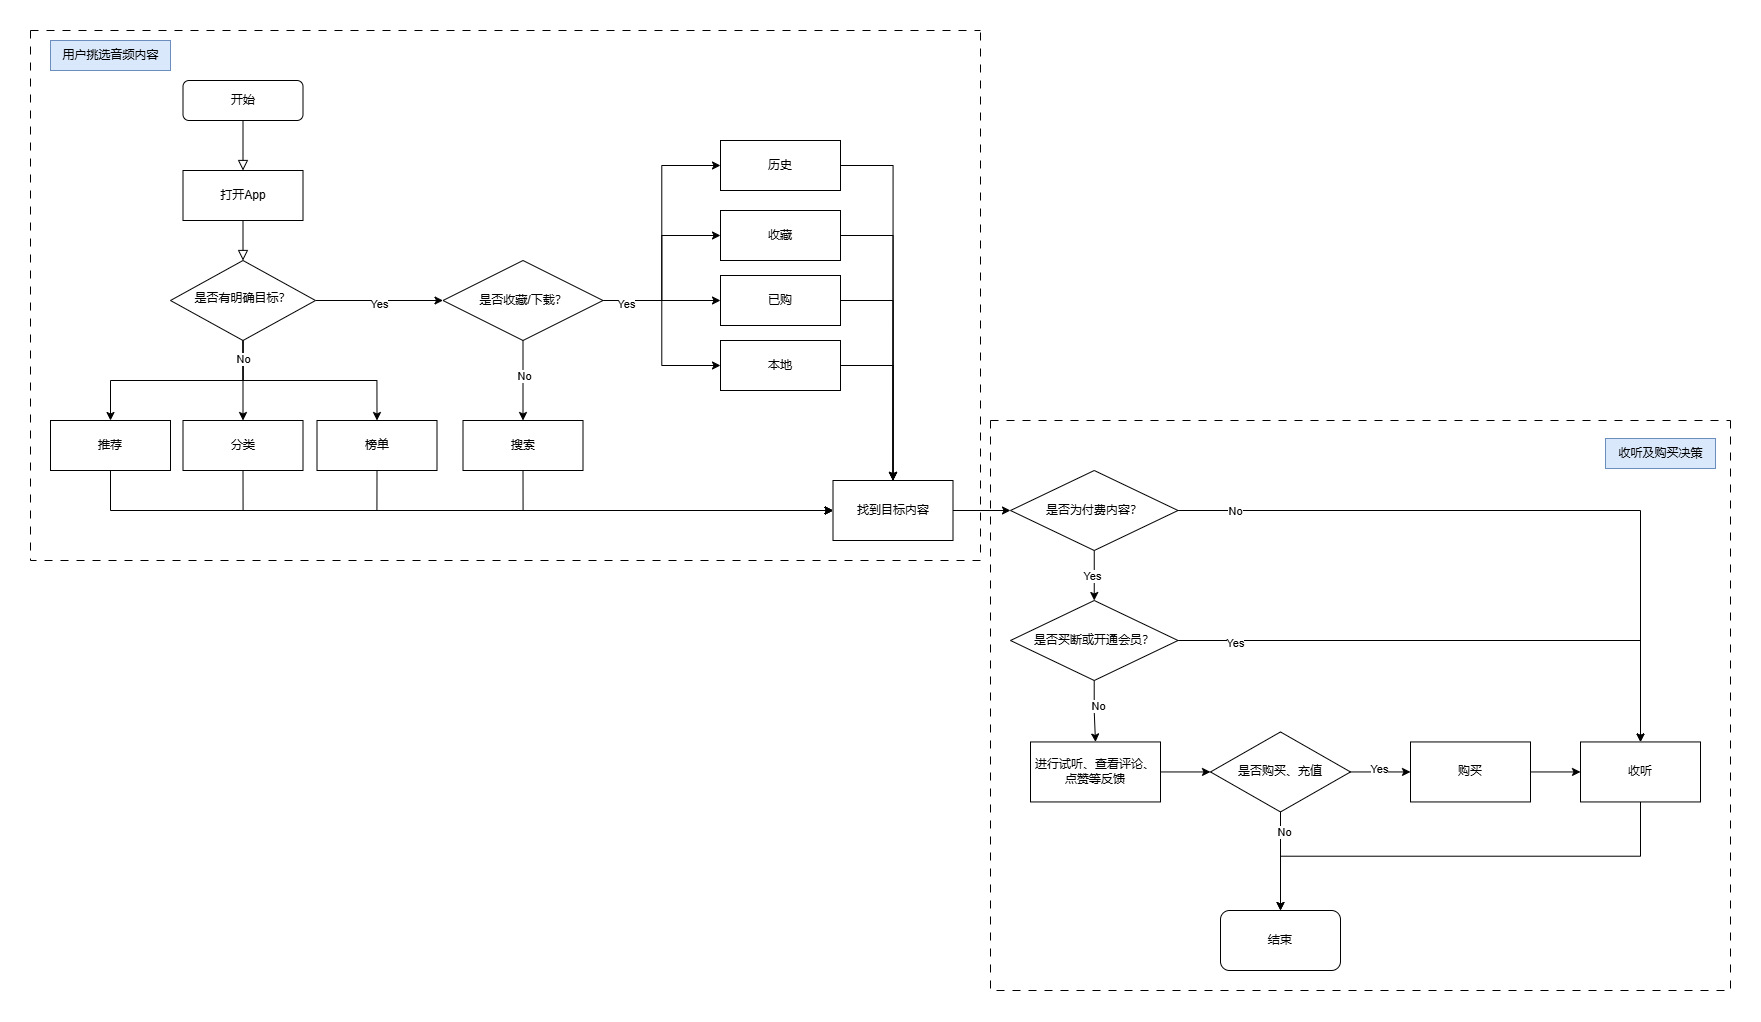 用户挑选音频内容
开始
打开App
是否有明确目标?
Yes
是否收藏/下载?
Yes
历史
收藏
已购
本地
No
No
推荐
分类
榜单
搜索
找到目标内容
收听及购买决策
是否为付费内容?
No
Yes
是否买断或开通会员?
Yes
No
进行试听、查看评论、
点赞等反馈
是否购买、充值
Yes
购买
收听
No
结束